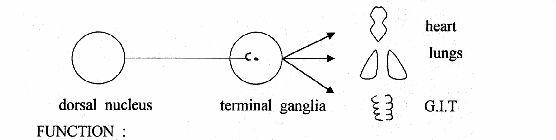 heart
lungs
dorsal nucleus terminal ganglia G.I.T
FUNCTION :